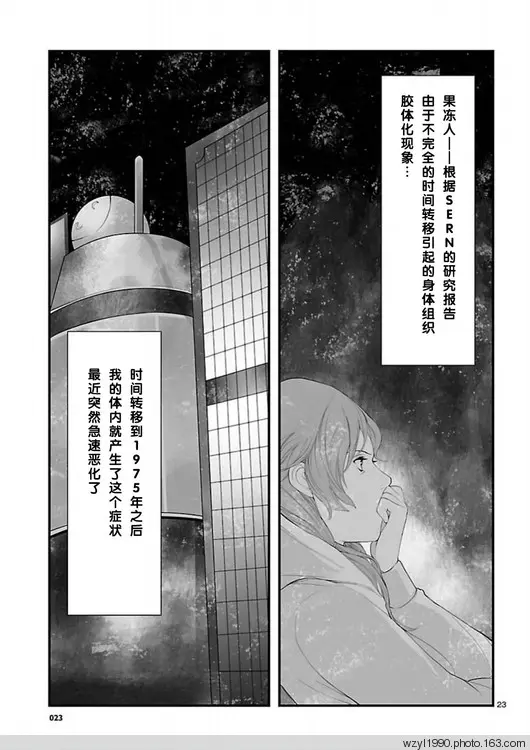 果冻人——根据SERN的研究报告
由于不完全的时间转移引起的身体组织
胶体化现象…
时间转移到1975年之后
我的体内就产生了这个症状
最近突然急速恶化了
23
023
wzyl1990.photo.163.com